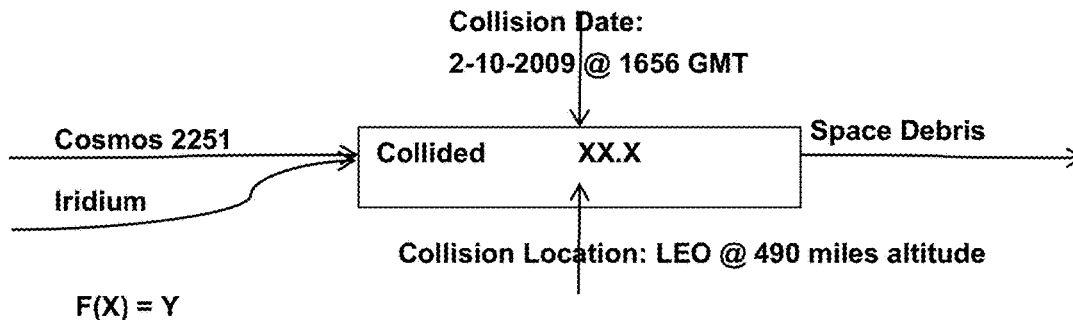 Collision Date:
2-10-2009 @ 1656 GMT
Cosmos 2251
Space Debris
Collided XX.X
Iridium
Collision Location: LEO @ 490 miles altitude
F(X) = Y